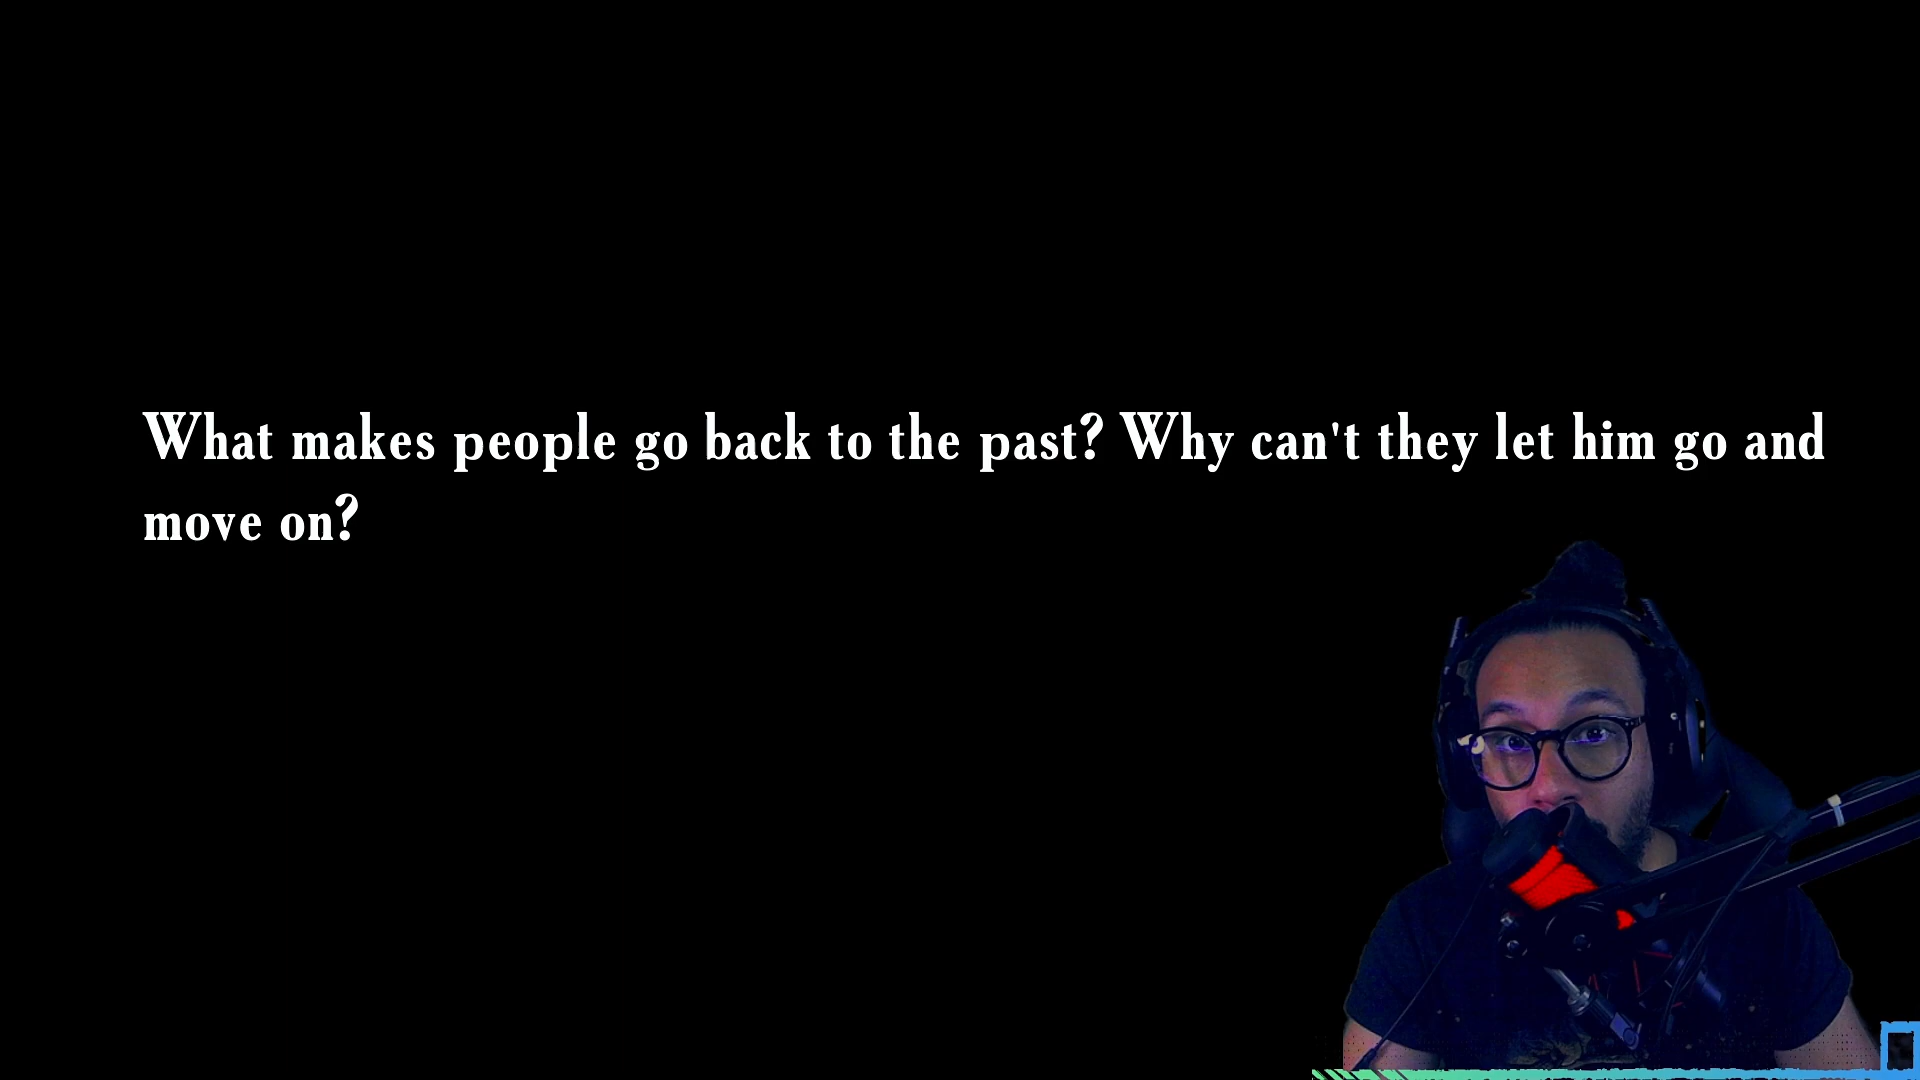 What makes people go back to the past? Why can't they let him go and
move on?